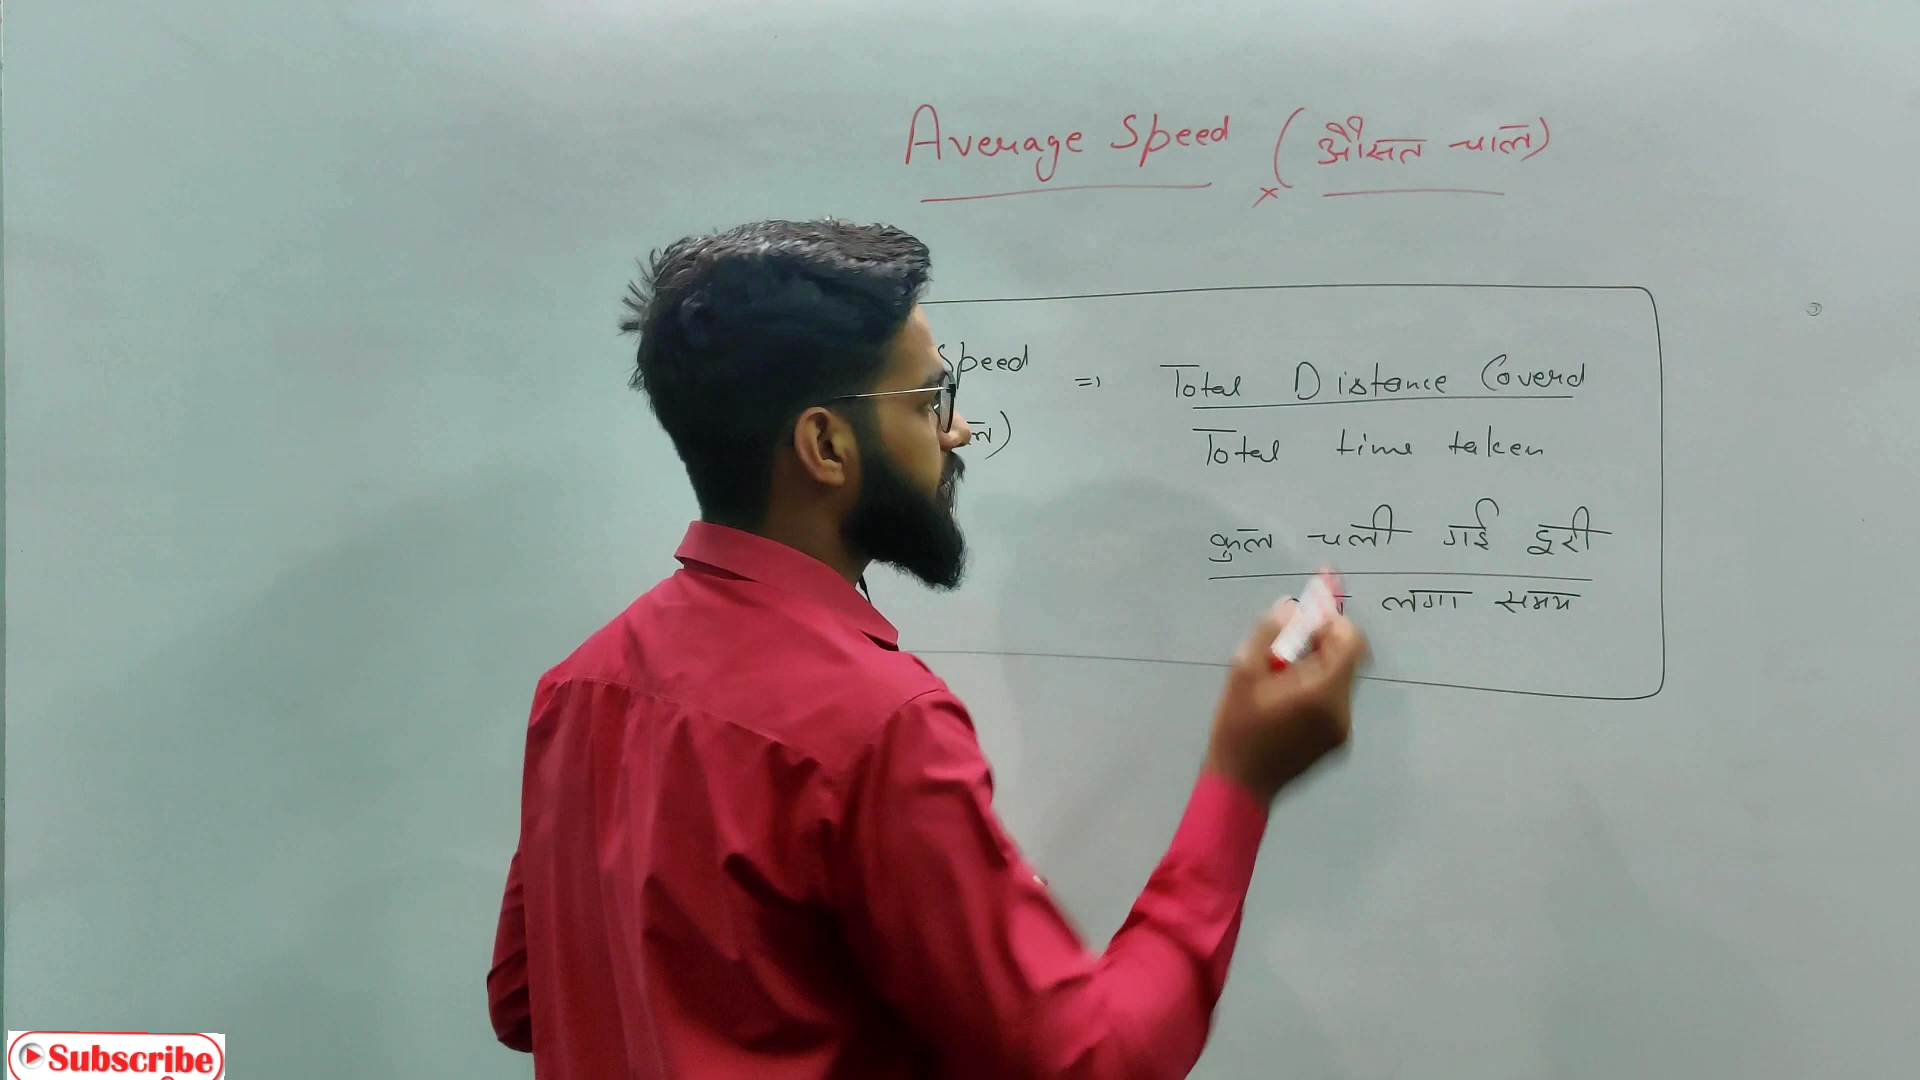 Average Speed (औसत चाल)
Speed => Total Distance Coverd
Total time taken
कुल चली गई दूरी
लगा समय
Subscribe